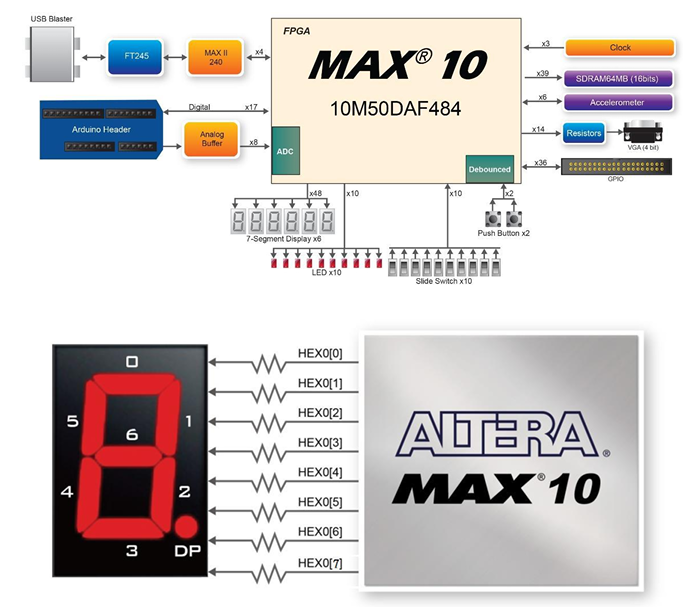 USB Blaster
FT245
MAX II
240
x4
FPGA
MAX® 10
10M50DAF484
x3
Clock
x39
SDRAM64MB (16bits)
x6
Accelerometer
x14
Resistors
VGA (4 bit)
x36
GPIO
Arduino Header
Digital
x17
Analog
Buffer
x8
ADC
Debounced
x48
x10
x10
x2
7-Segment Display x6
Push Button x2
LED x10
Slide Switch x10
0
5
1
6
4
2
3
DP
HEX0[0]
HEX0[1]
HEX0[2]
HEX0[3]
HEX0[4]
HEX0[5]
HEX0[6]
HEX0[7]
ALTERA®
MAX® 10